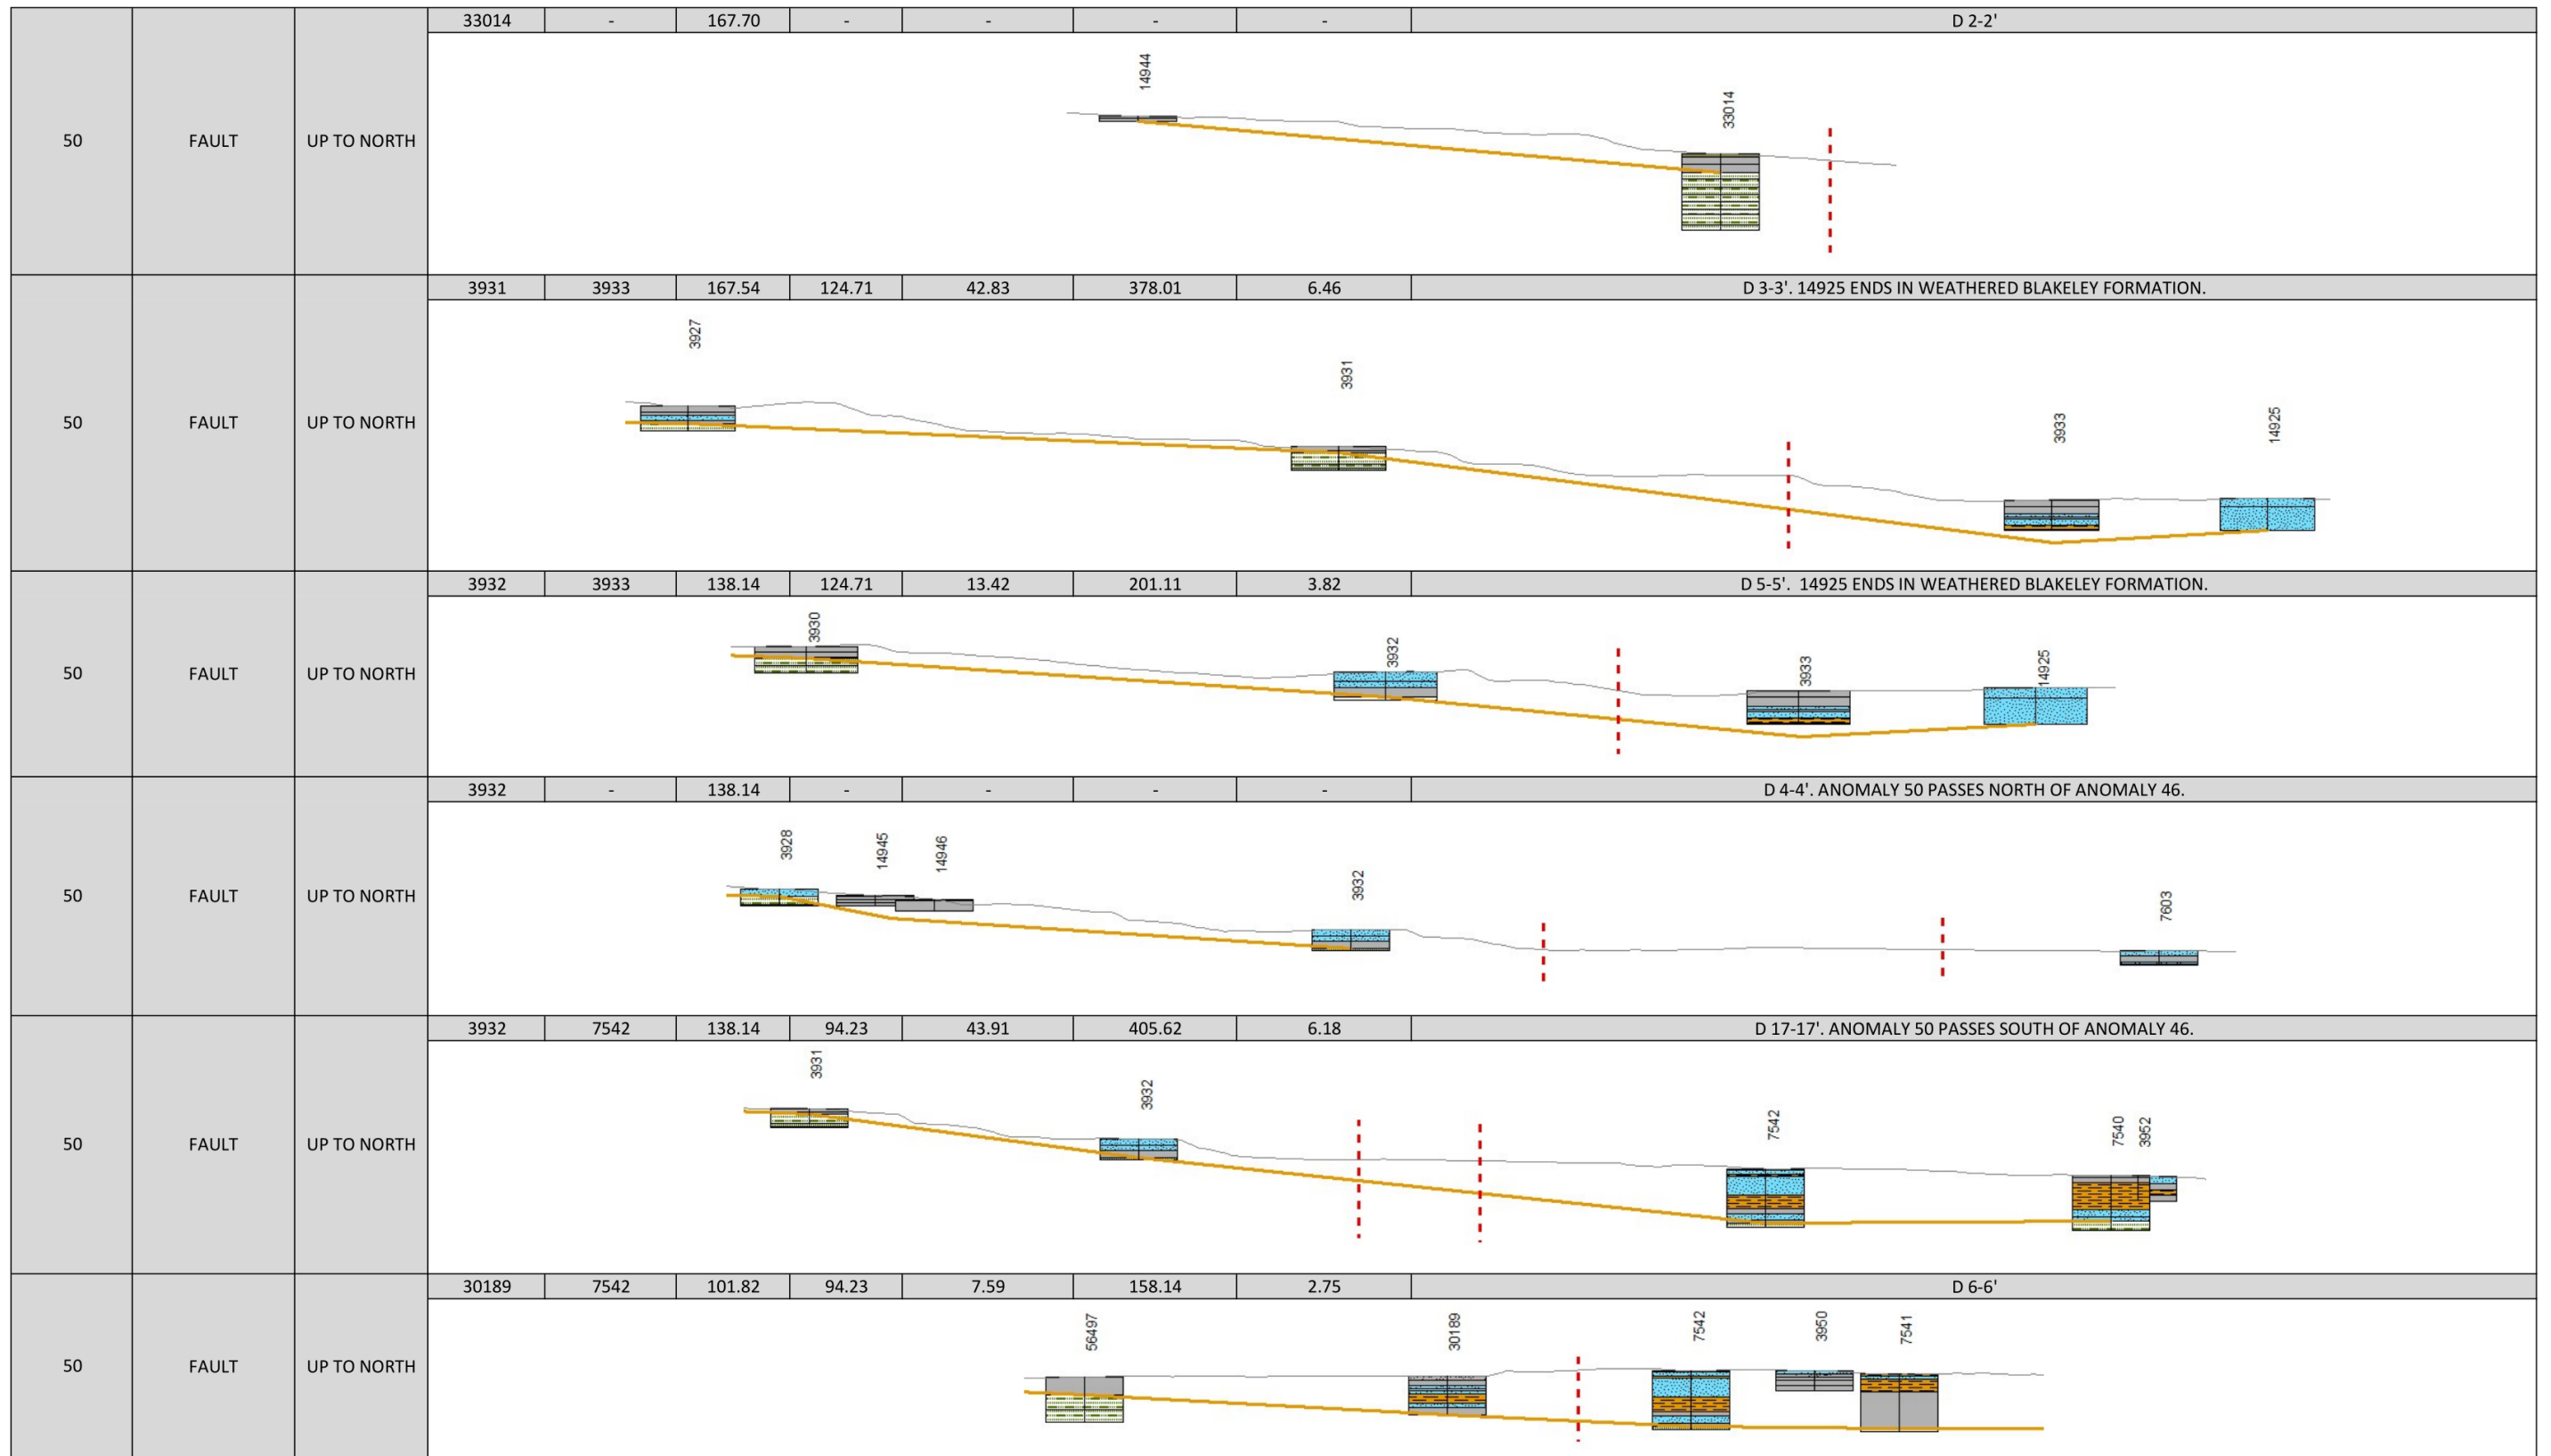 33014 - 167.70 - - - - D 2-2'
50 FAULT UP TO NORTH
14944
33014
3931 3933 167.54 124.71 42.83 378.01 6.46 D 3-3'. 14925 ENDS IN WEATHERED BLAKELEY FORMATION.
50 FAULT UP TO NORTH
3927
3931
3933
14925
3932 3933 138.14 124.71 13.42 201.11 3.82 D 5-5'. 14925 ENDS IN WEATHERED BLAKELEY FORMATION.
50 FAULT UP TO NORTH
3930
3932
3933
14925
3932 - 138.14 - - - - D 4-4'. ANOMALY 50 PASSES NORTH OF ANOMALY 46.
50 FAULT UP TO NORTH
3928
14945
14946
3932
7603
3932 7542 138.14 94.23 43.91 405.62 6.18 D 17-17'. ANOMALY 50 PASSES SOUTH OF ANOMALY 46.
50 FAULT UP TO NORTH
3931
3932
7542
7540
3952
30189 7542 101.82 94.23 7.59 158.14 2.75 D 6-6'
50 FAULT UP TO NORTH
56497
30189
7542
3950
7541